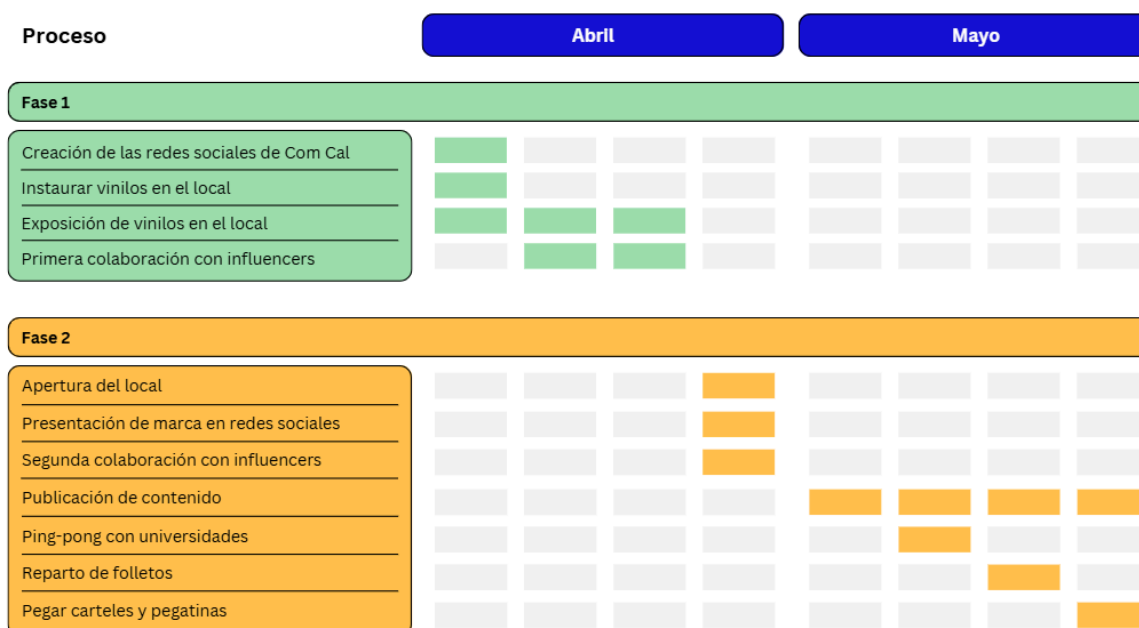 Proceso
Abril
Mayo
Fase 1
Creación de las redes sociales de Com Cal
Instaurar vinilos en el local
Exposición de vinilos en el local
Primera colaboración con influencers
Fase 2
Apertura del local
Presentación de marca en redes sociales
Segunda colaboración con influencers
Publicación de contenido
Ping-pong con universidades
Reparto de folletos
Pegar carteles y pegatinas